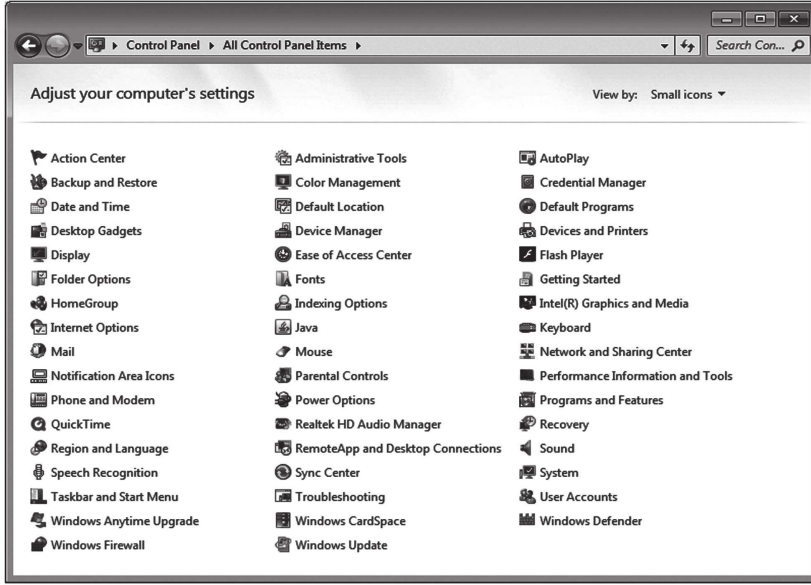 Control Panel All Control Panel Items Search Con...
Adjust your computer's settings View by: Small icons
Action Center Administrative Tools AutoPlay
Backup and Restore Color Management Credential Manager
Date and Time Default Location Default Programs
Desktop Gadgets Device Manager Devices and Printers
Display Ease of Access Center Flash Player
Folder Options Fonts Getting Started
HomeGroup Indexing Options Intel(R) Graphics and Media
Internet Options Java Keyboard
Mail Mouse Network and Sharing Center
Notification Area Icons Parental Controls Performance Information and Tools
Phone and Modem Power Options Programs and Features
QuickTime Realtek HD Audio Manager Recovery
Region and Language RemoteApp and Desktop Connections Sound
Speech Recognition Sync Center System
Taskbar and Start Menu Troubleshooting User Accounts
Windows Anytime Upgrade Windows CardSpace Windows Defender
Windows Firewall Windows Update